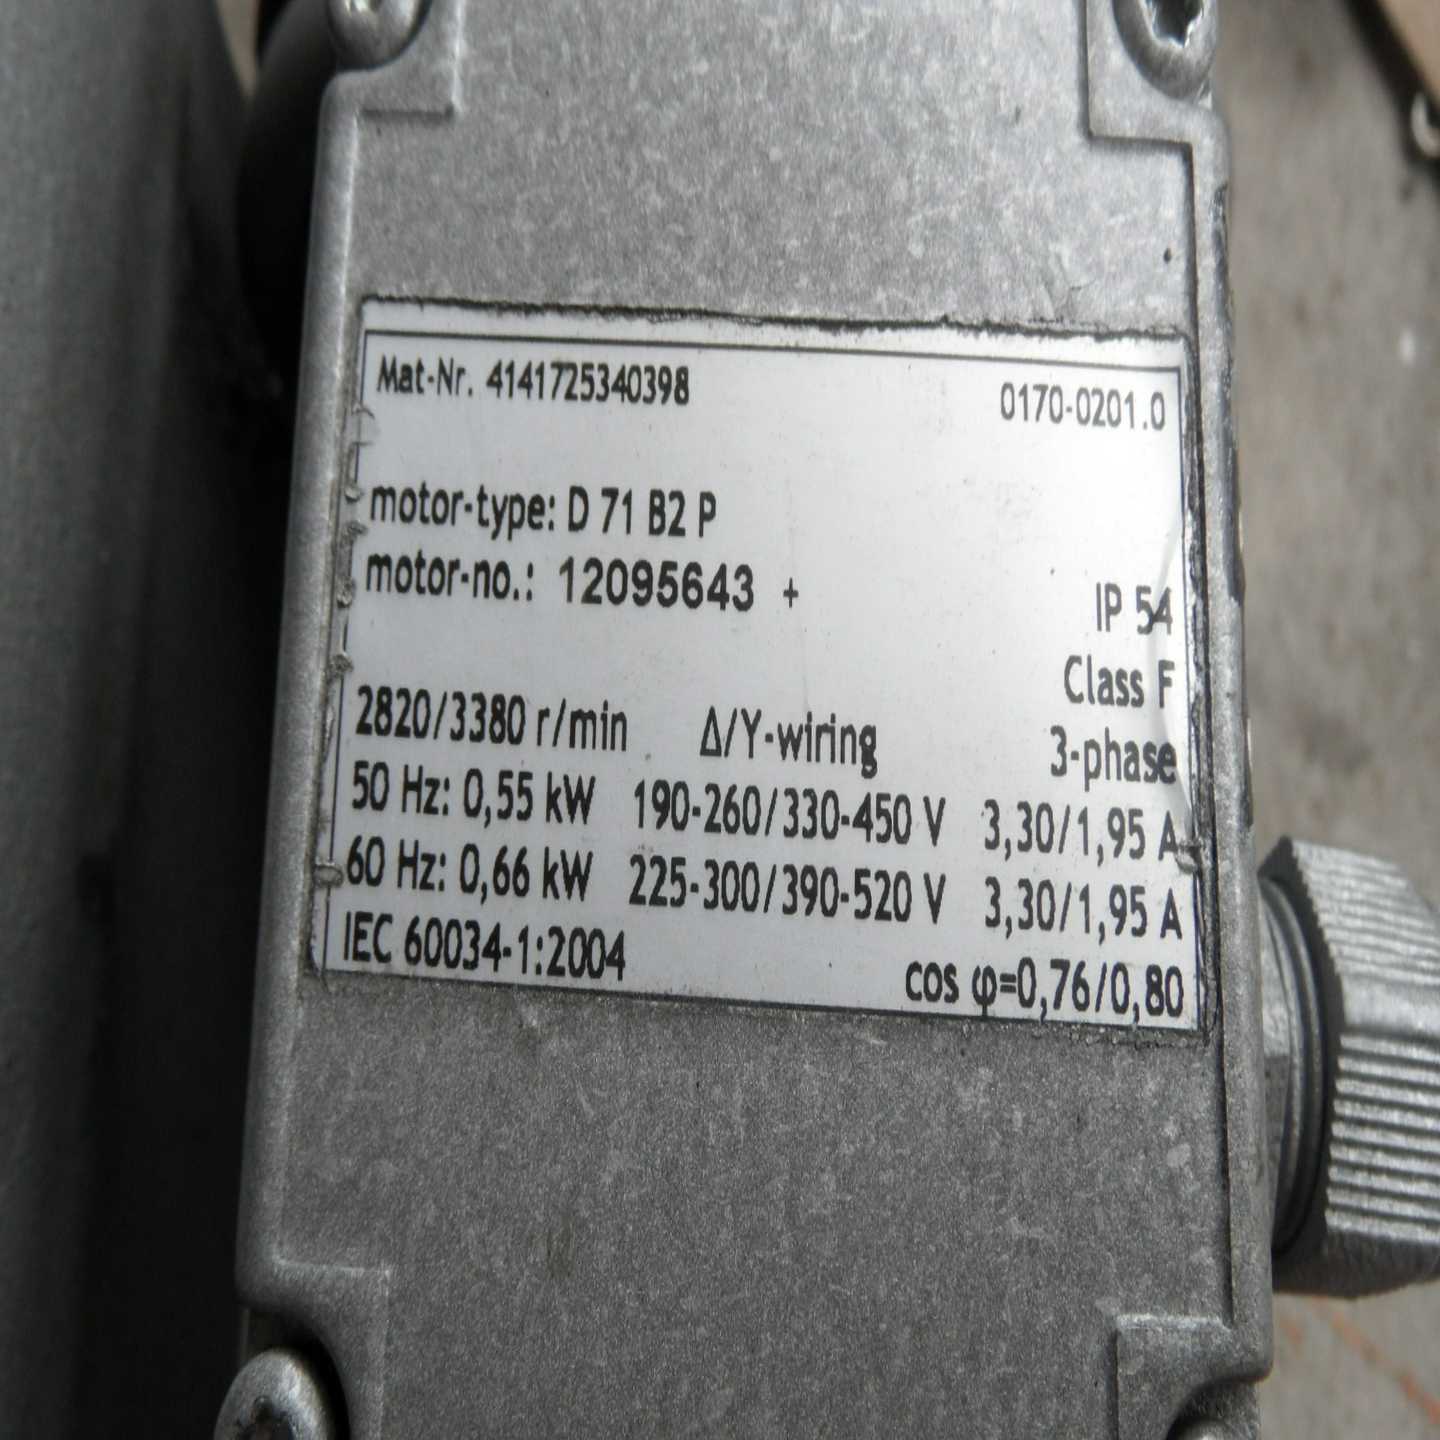 Mat-Nr. 4141725340398 0170-0201.0
motor-type: D 71 B2 P
motor-no.: 12095643 + IP 54
Class F
2820/3380 r/min Δ/Y-wiring 3-phase
50 Hz: 0,55 kW 190-260/330-450 V 3,30/1,95 A
60 Hz: 0,66 kW 225-300/390-520 V 3,30/1,95 A
IEC 60034-1:2004 cos φ=0,76/0,80